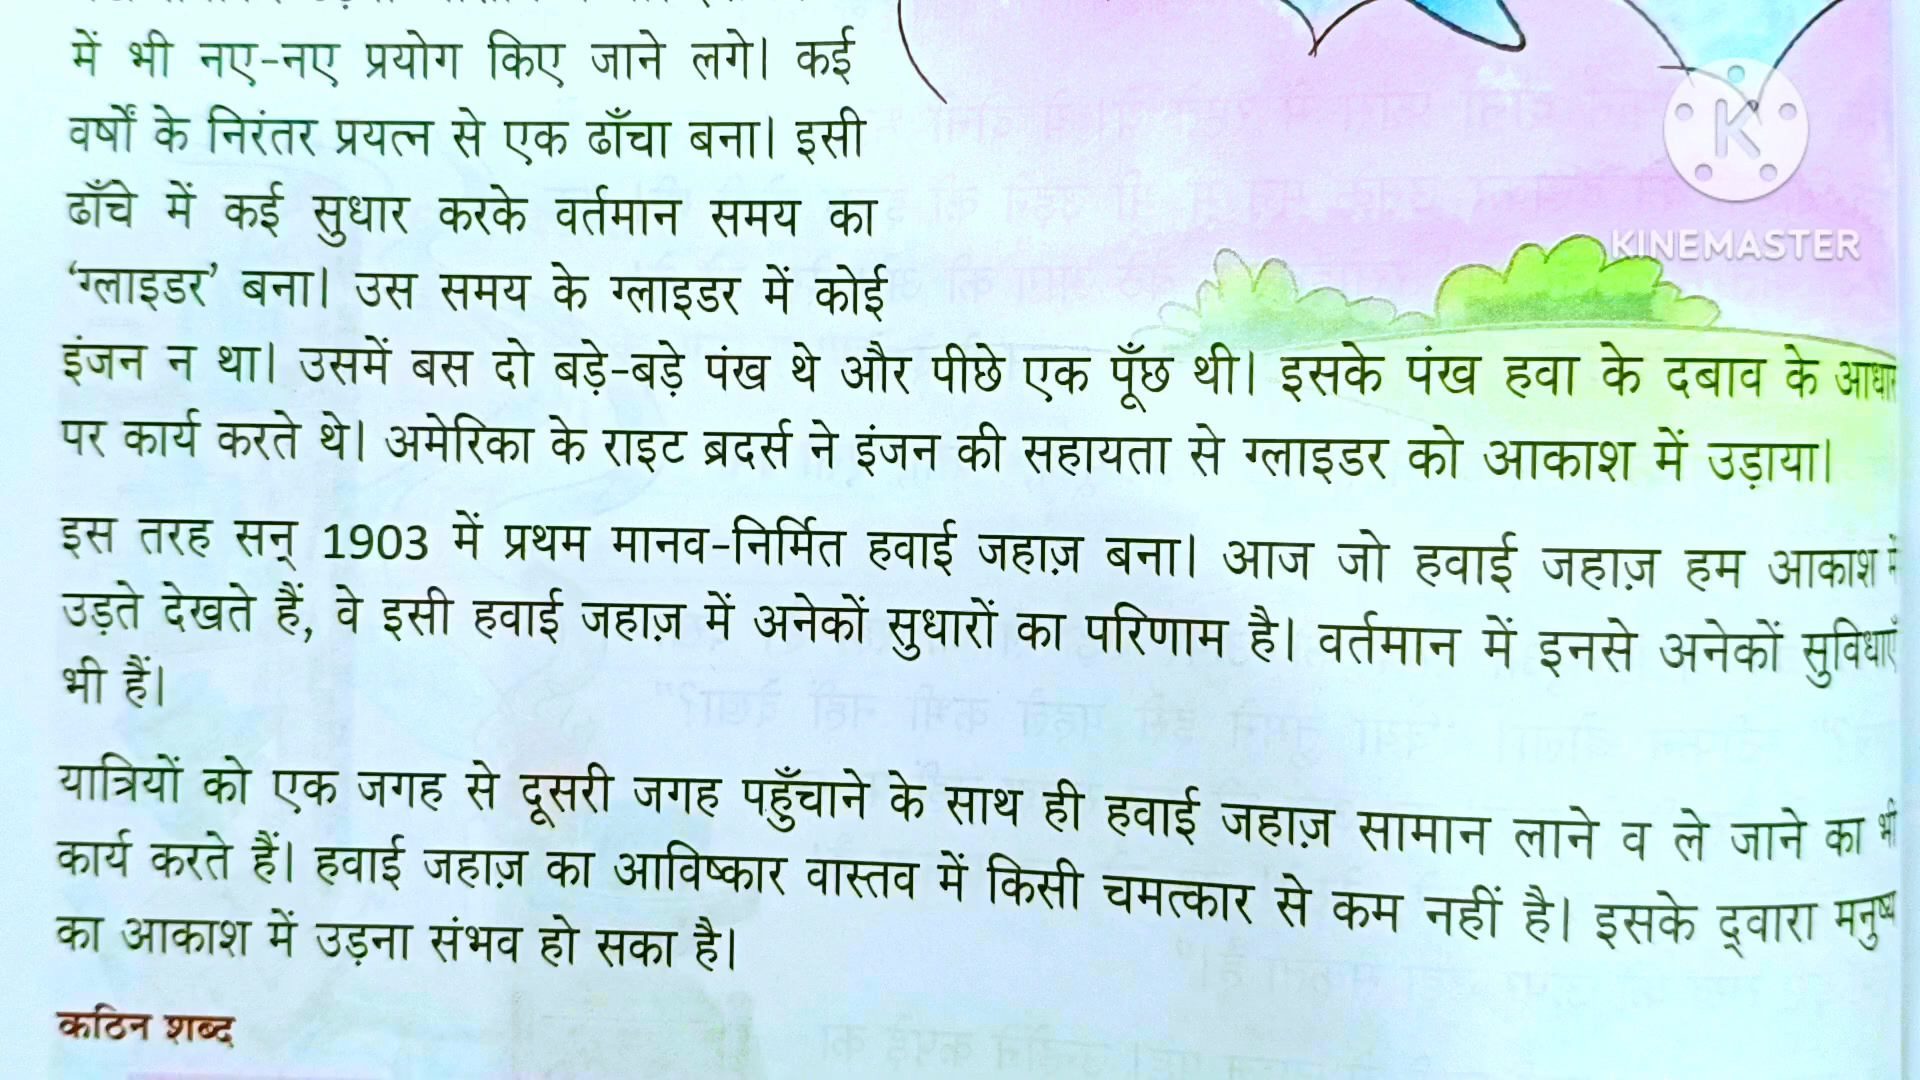 में भी नए-नए प्रयोग किए जाने लगे। कई
वर्षों के निरंतर प्रयत्न से एक ढाँचा बना। इसी
ढाँचे में कई सुधार करके वर्तमान समय का
‘ग्लाइडर’ बना। उस समय के ग्लाइडर में कोई
इंजन न था। उसमें बस दो बड़े-बड़े पंख थे और पीछे एक पूँछ थी। इसके पंख हवा के दबाव के आधार
पर कार्य करते थे। अमेरिका के राइट ब्रदर्स ने इंजन की सहायता से ग्लाइडर को आकाश में उड़ाया।
इस तरह सन् 1903 में प्रथम मानव-निर्मित हवाई जहाज़ बना। आज जो हवाई जहाज़ हम आकाश में
उड़ते देखते हैं, वे इसी हवाई जहाज़ में अनेकों सुधारों का परिणाम है। वर्तमान में इनसे अनेकों सुविधाएँ
भी हैं।
यात्रियों को एक जगह से दूसरी जगह पहुँचाने के साथ ही हवाई जहाज़ सामान लाने व ले जाने का भी
कार्य करते हैं। हवाई जहाज़ का आविष्कार वास्तव में किसी चमत्कार से कम नहीं है। इसके द्वारा मनुष्य
का आकाश में उड़ना संभव हो सका है।
कठिन शब्द
K
KINEMASTER